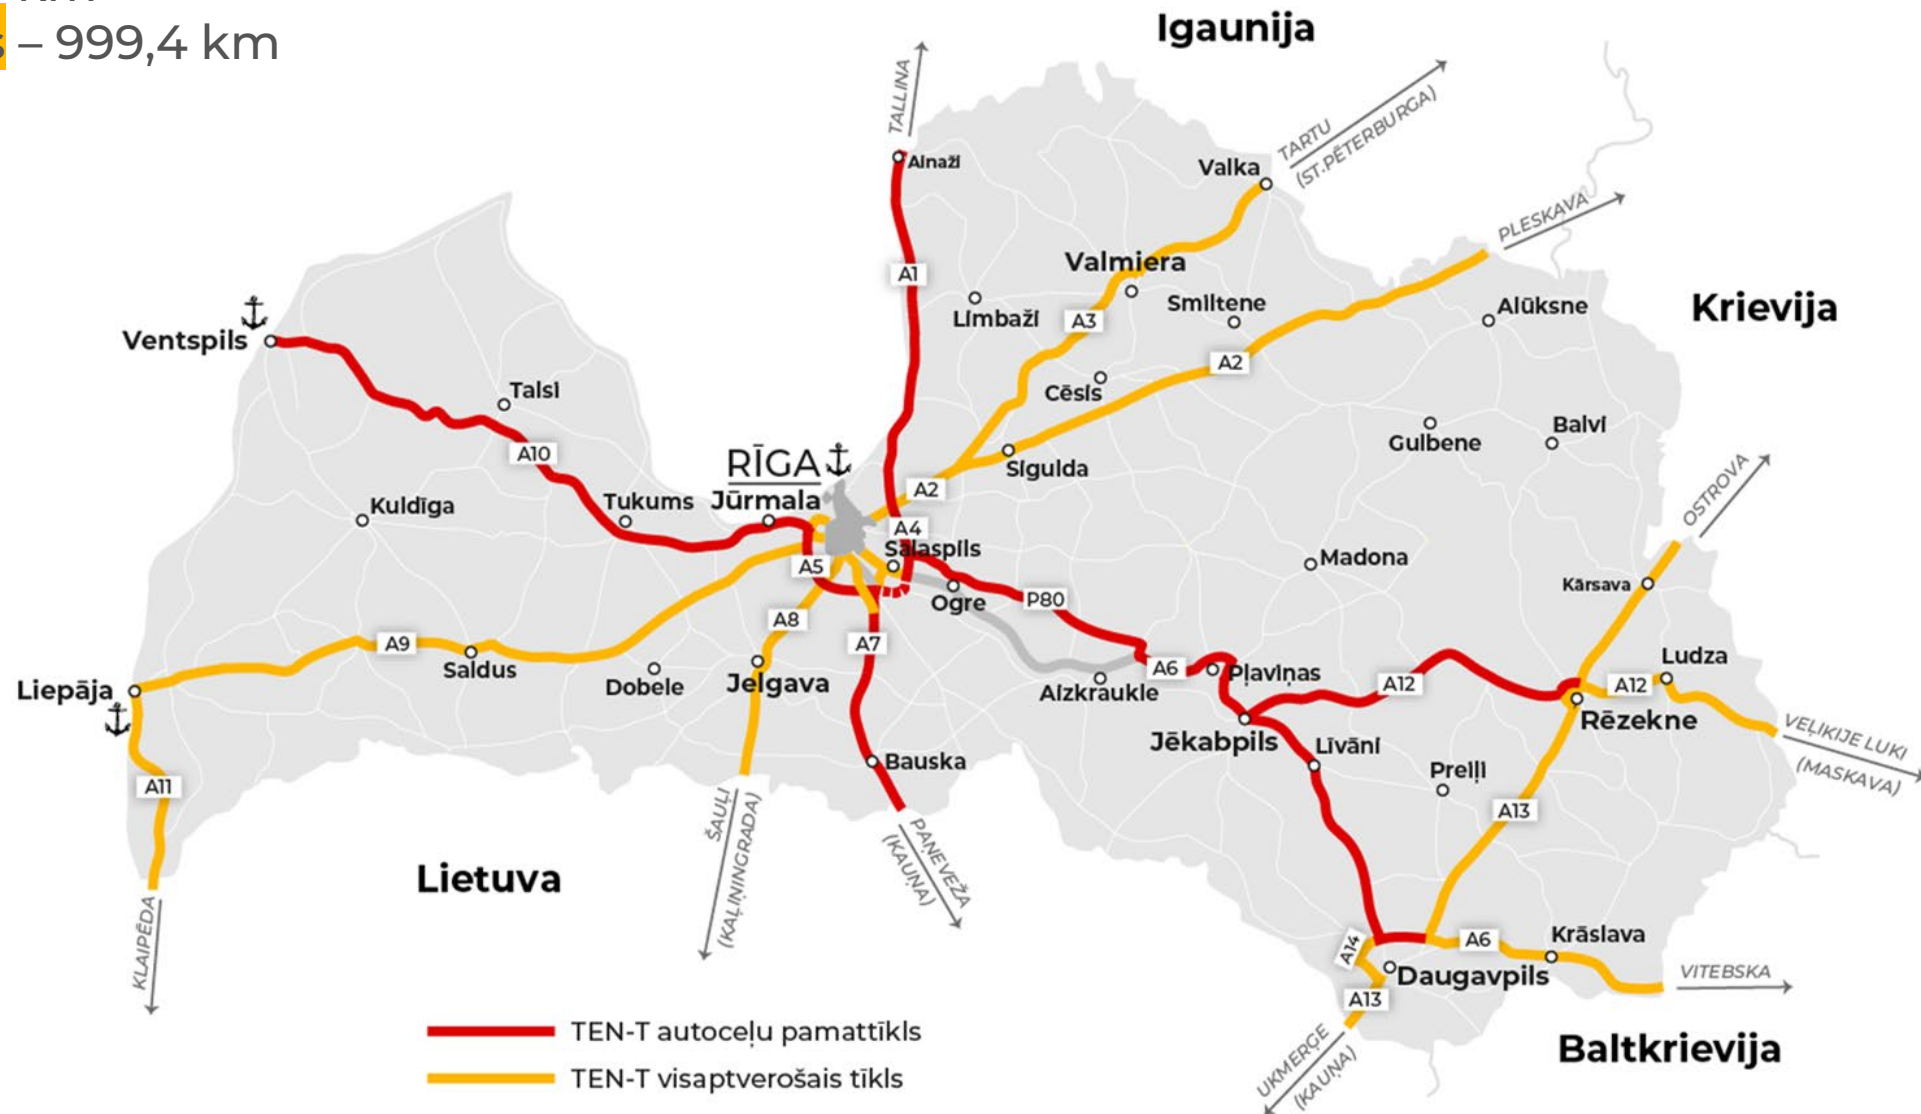 – 999,4 km
Igaunija
TALLINA
TARTU
(ST.PĒTERBURGA)
Ainaži
Valka
PLESKAVA
Valmiera
A1
Smiltene
Alūksne
Krievija
Limbaži
A3
Ventspils
A2
Talsi
Cēsis
Gulbene
Balvi
A10
RĪGA
Sigulda
Jūrmala
A2
OSTROVA
Kuldīga
Tukums
A4
Salaspils
Madona
A5
Kārsava
Ogre
P80
A8
A7
A9
Saldus
Dobele
Jelgava
Aizkraukle
A6
Pļaviņas
A12
A12
Ludza
Liepāja
Rēzekne
Jēkabpils
Līvāni
VEĻIKIJE LUKI
(MASKAVA)
Bauska
Preiļi
A11
A13
ŠAUĻI
(KAĻIŅINGRADA)
PAŅEVEŽA
(KAUŅA)
Lietuva
KLAIPĒDA
A14
A6
Krāslava
Daugavpils
VITEBSKA
A13
TEN-T autoceļu pamattīkls
UKMERĢE
(KAUŅA)
Baltkrievija
TEN-T visaptverošais tīkls